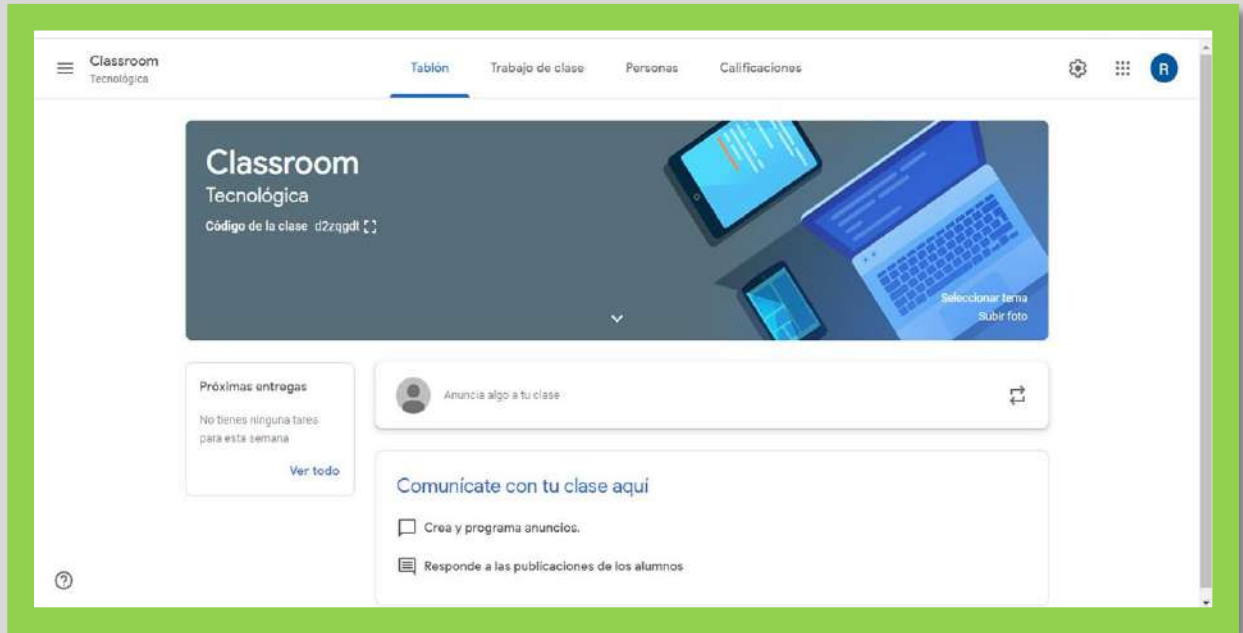 Classroom
Tecnológica
Tablón Trabajo de clase Personas Calificaciones
R
Classroom
Tecnológica
Código de la clase d2zqgdt
Seleccionar tema
Subir foto
Próximas entregas
No tienes ninguna tarea
para esta semana
Ver todo
Anuncia algo a tu clase
Comunícate con tu clase aquí
Crea y programa anuncios.
Responde a las publicaciones de los alumnos